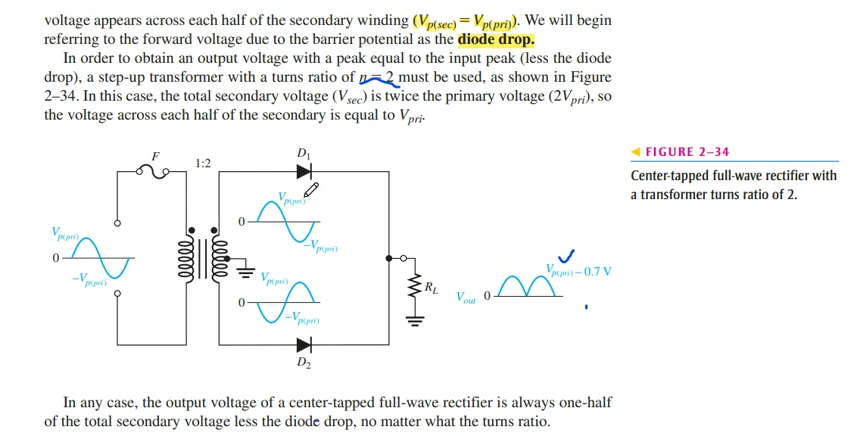 voltage appears across each half of the secondary winding (Vp(sec) = Vp(pri)). We will begin
referring to the forward voltage due to the barrier potential as the diode drop.
In order to obtain an output voltage with a peak equal to the input peak (less the diode
drop), a step-up transformer with a turns ratio of n = 2 must be used, as shown in Figure
2–34. In this case, the total secondary voltage (Vsec) is twice the primary voltage (2Vpri), so
the voltage across each half of the secondary is equal to Vpri.
F
1:2
D1
Vp(pri)
0
–Vp(pri)
Vp(pri)
0
–Vp(pri)
Vp(pri)
0
–Vp(pri)
D2
RL
Vout 0
Vp(pri) – 0.7 V
◄ FIGURE 2–34
Center-tapped full-wave rectifier with
a transformer turns ratio of 2.
In any case, the output voltage of a center-tapped full-wave rectifier is always one-half
of the total secondary voltage less the diode drop, no matter what the turns ratio.